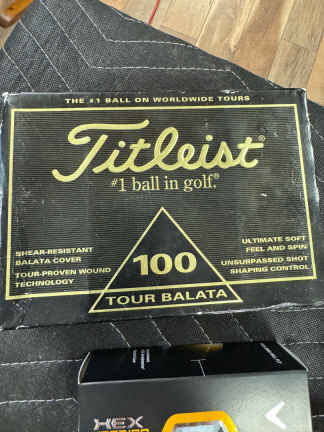 THE #1 BALL ON WORLDWIDE TOURS
Titleist®
#1 ball in golf.®
SHEAR-RESISTANT
BALATA COVER
TOUR-PROVEN WOUND
TECHNOLOGY
100
TOUR BALATA
ULTIMATE SOFT
FEEL AND SPIN
UNSURPASSED SHOT
SHAPING CONTROL
HEX